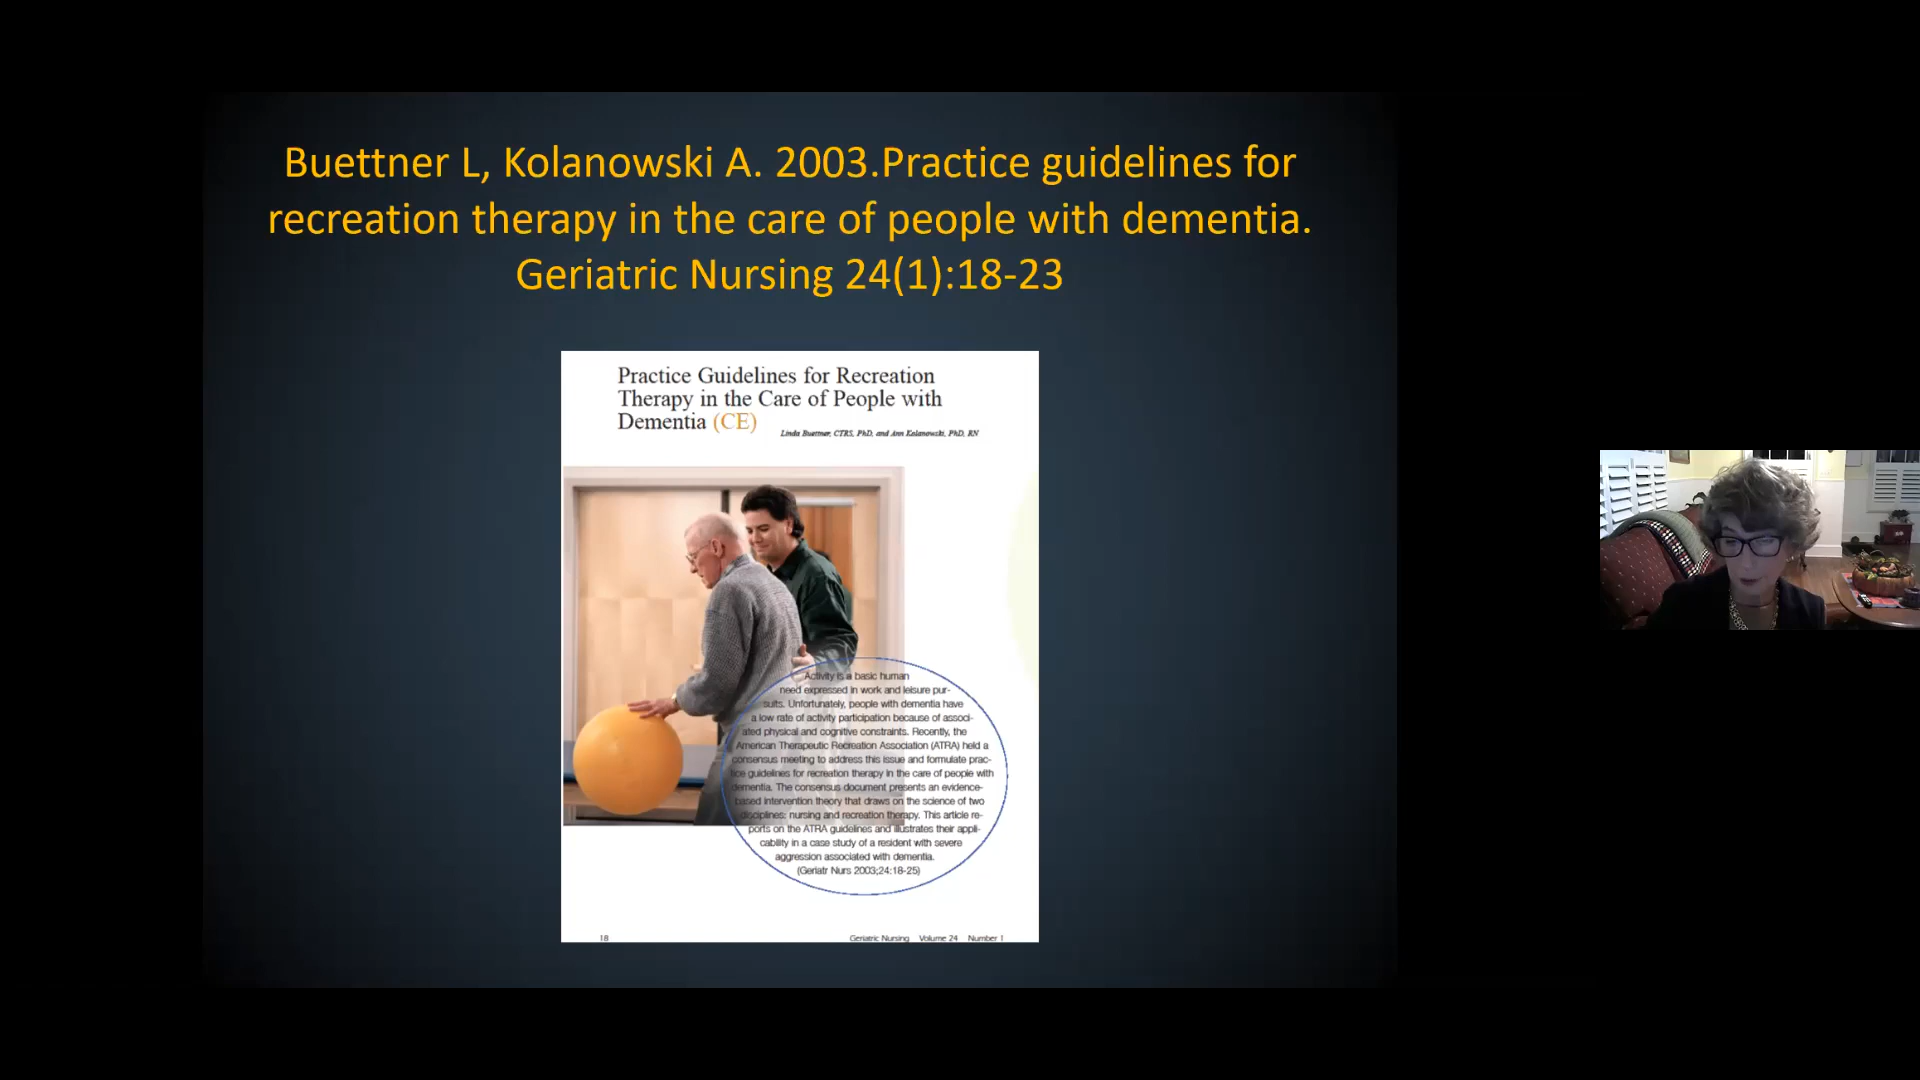 Buettner L, Kolanowski A. 2003.Practice guidelines for
recreation therapy in the care of people with dementia.
Geriatric Nursing 24(1):18-23
Practice Guidelines for Recreation
Therapy in the Care of People with
Dementia (CE)
Linda Buettner, CTRS, PhD, and Ann Kolanowski, PhD, RN
Activity is a basic human
need expressed in work and leisure pur-
suits. Unfortunately, people with dementia have
a low rate of activity participation because of associ-
ated physical and cognitive constraints. Recently, the
American Therapeutic Recreation Association (ATRA) held a
consensus meeting to address this issue and formulate prac-
tice guidelines for recreation therapy in the care of people with
dementia. The consensus document presents an evidence-
based intervention theory that draws on the science of two
disciplines: nursing and recreation therapy. This article re-
ports on the ATRA guidelines and illustrates their appli-
cability in a case study of a resident with severe
aggression associated with dementia.
(Geriatr Nurs 2003;24:18-25)
18
Geriatric Nursing Volume 24 Number 1